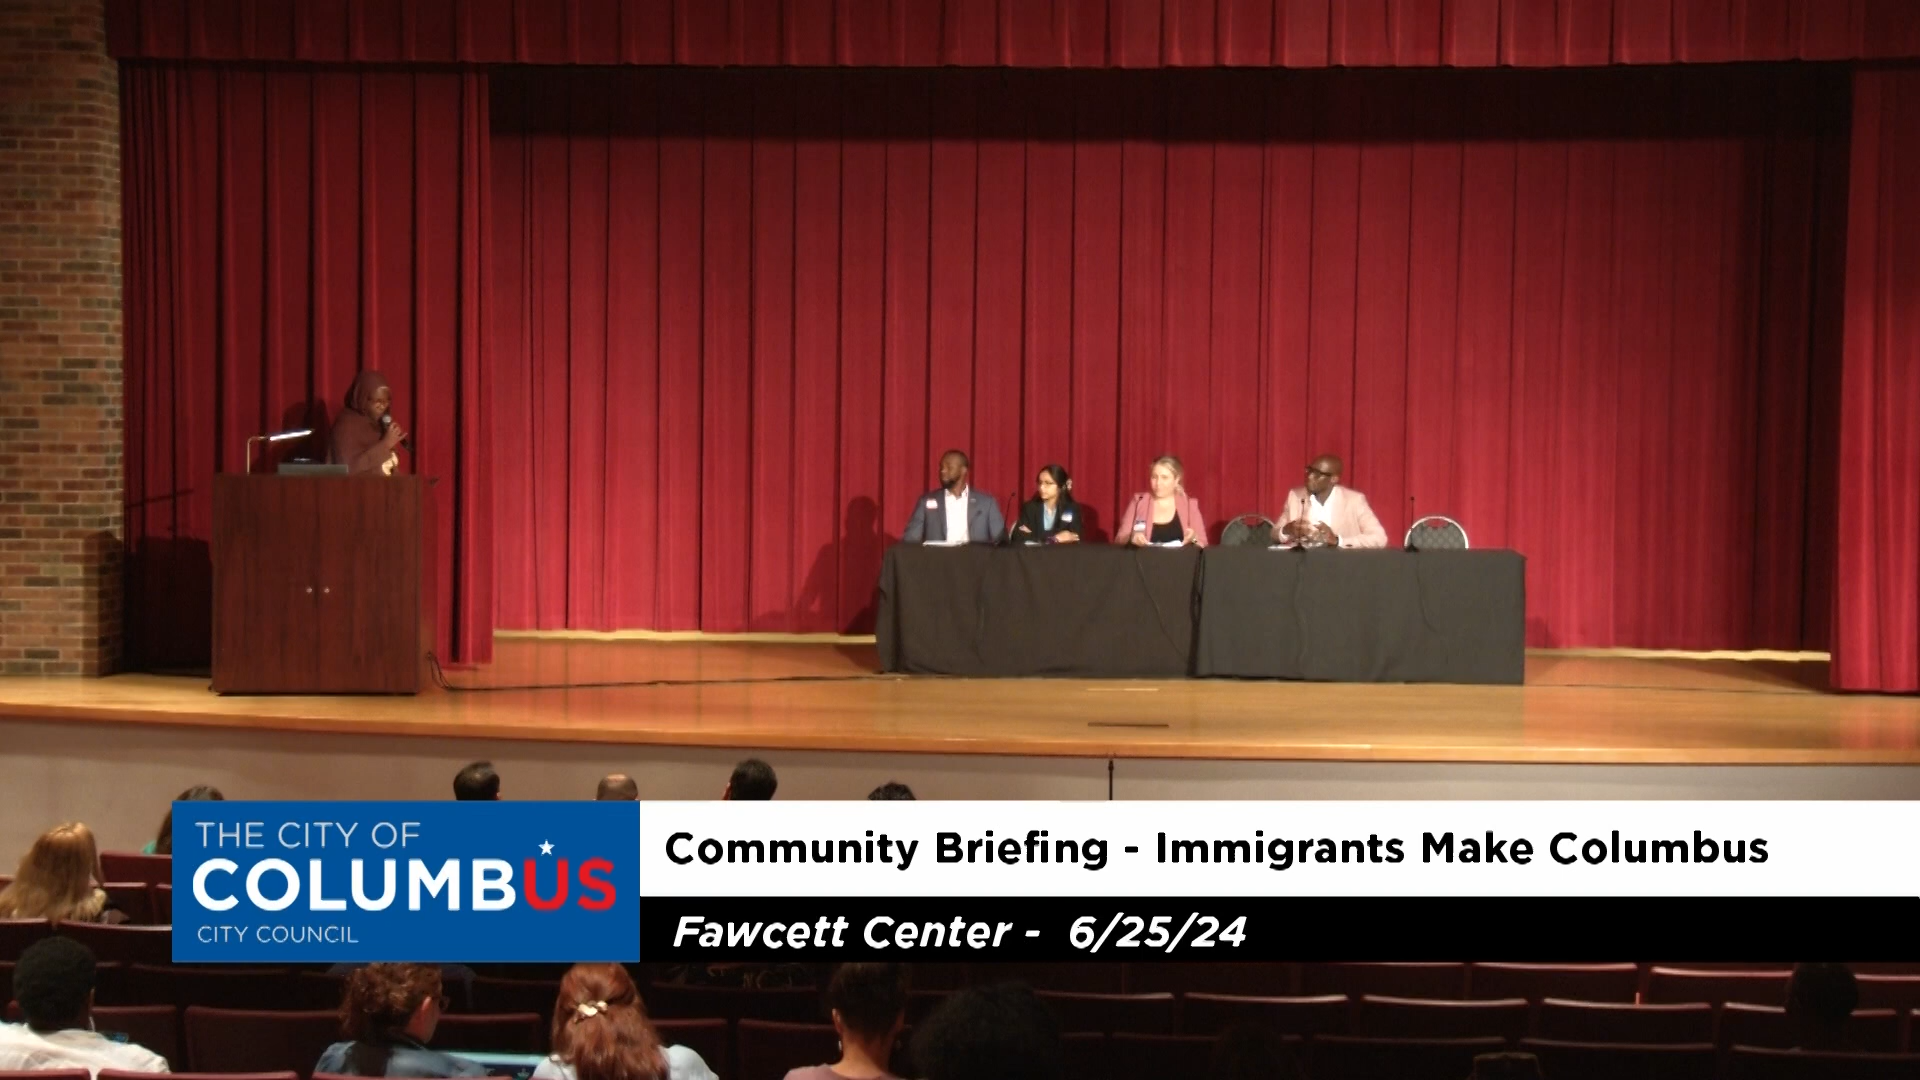 THE CITY OF
COLUMBUS
CITY COUNCIL
Community Briefing - Immigrants Make Columbus
Fawcett Center - 6/25/24